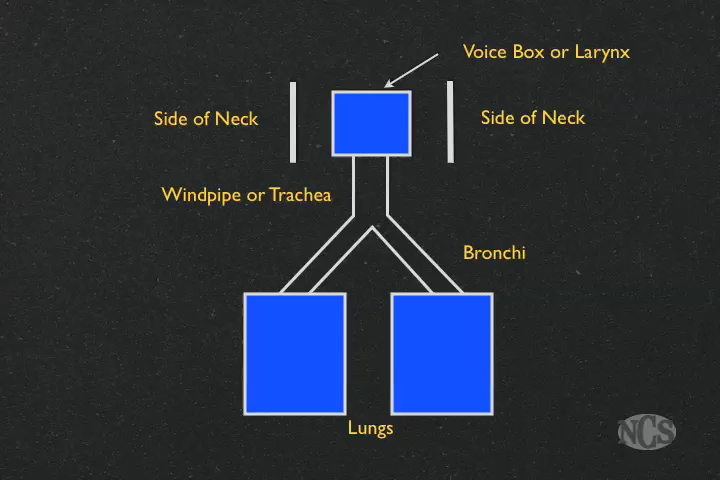 Voice Box or Larynx
Side of Neck
Side of Neck
Windpipe or Trachea
Bronchi
Lungs
NCS